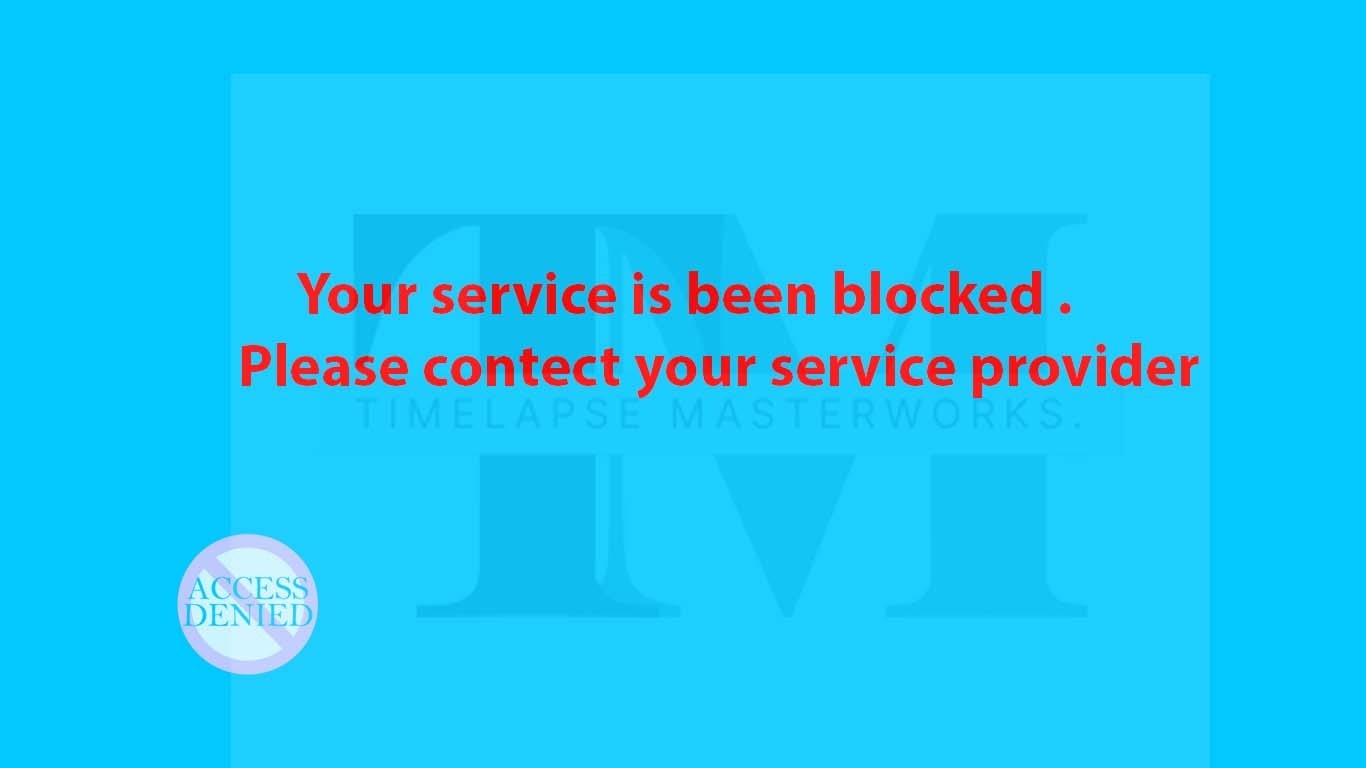 Your service is been blocked .
Please contect your service provider
TIMELAPSE MASTERWORKS.
TM
ACCESS
DENIED